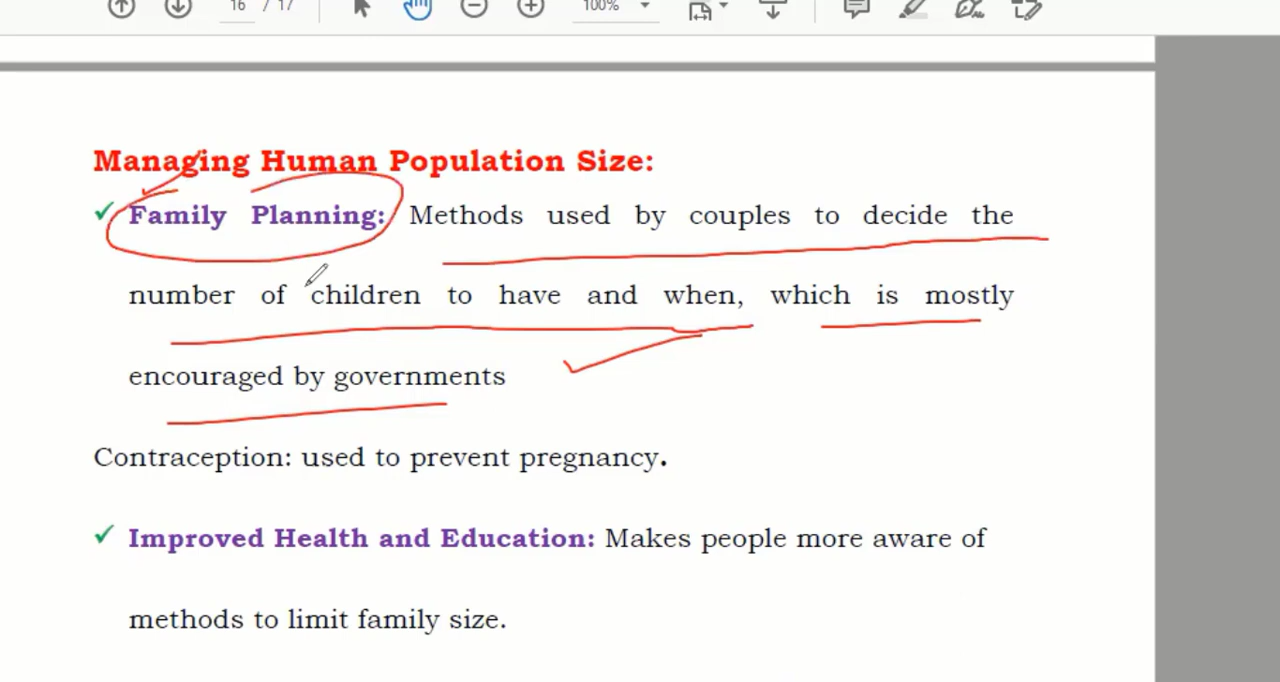 16 / 17
100%
Managing Human Population Size:
✓ Family Planning: Methods used by couples to decide the
number of children to have and when, which is mostly
encouraged by governments
Contraception: used to prevent pregnancy.
✓ Improved Health and Education: Makes people more aware of
methods to limit family size.